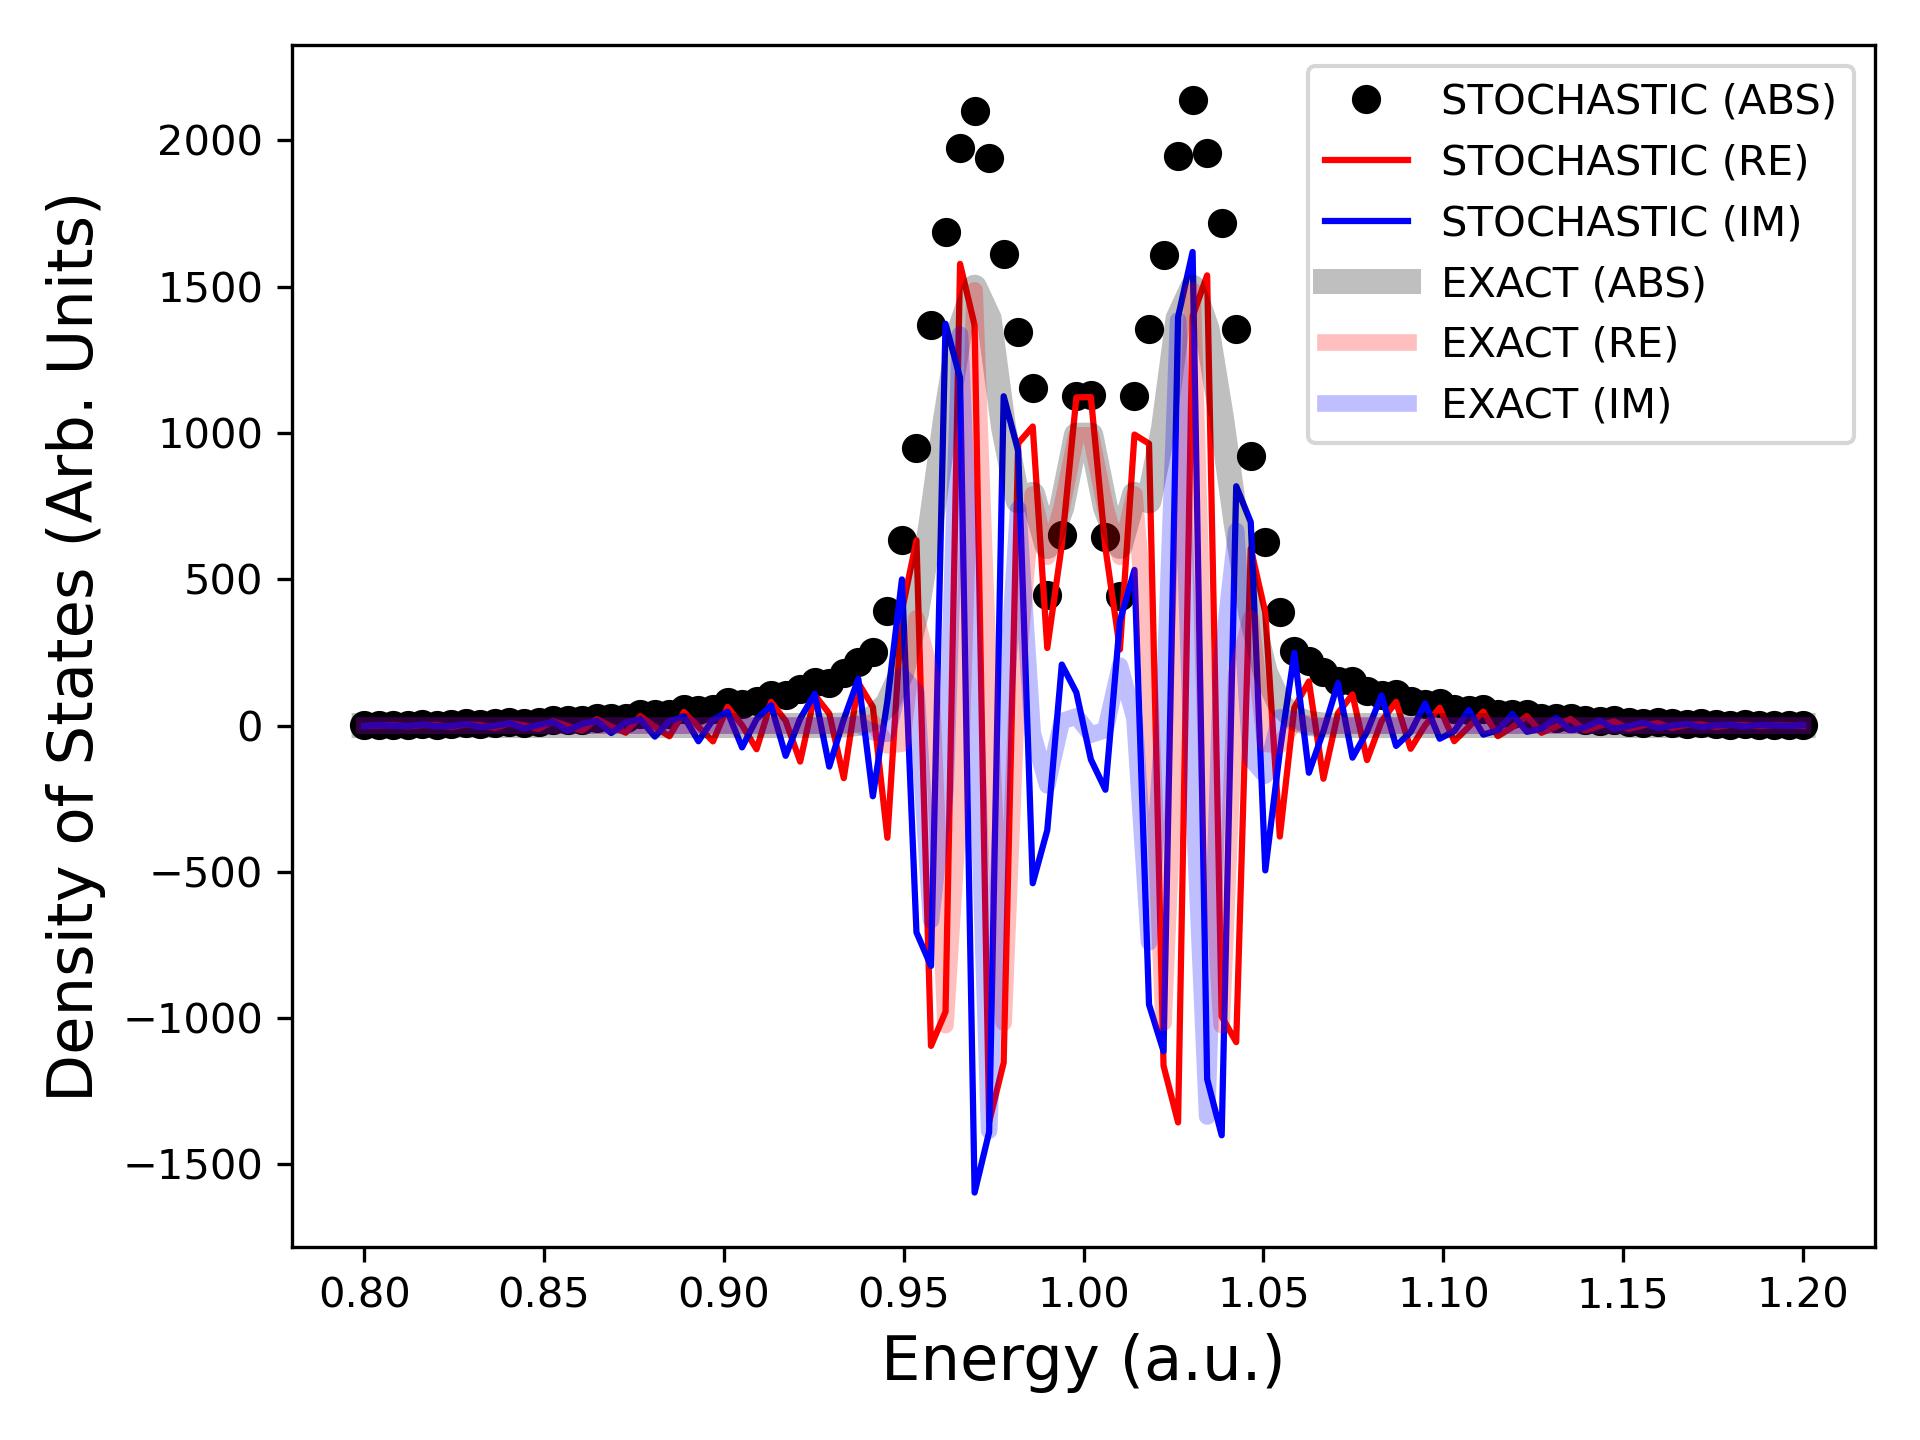 Density of States (Arb. Units)
2000
1500
1000
500
0
−500
−1000
−1500
STOCHASTIC (ABS)
STOCHASTIC (RE)
STOCHASTIC (IM)
EXACT (ABS)
EXACT (RE)
EXACT (IM)
0.80 0.85 0.90 0.95 1.00 1.05 1.10 1.15 1.20
Energy (a.u.)